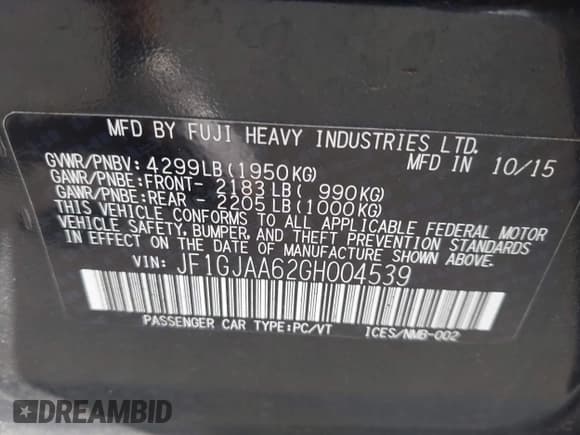 MFD BY FUJI HEAVY INDUSTRIES LTD.
MFD IN 10/15
GVWR/PNBV: 4299LB(1950KG)
GAWR/PNBE:FRONT- 2183LB( 990KG)
GAWR/PNBE:REAR - 2205LB(1000KG)
THIS VEHICLE CONFORMS TO ALL APPLICABLE FEDERAL MOTOR
VEHICLE SAFETY, BUMPER, AND THEFT PREVENTION STANDARDS
IN EFFECT ON THE DATE OF MANUFACTURE SHOWN ABOVE.
VIN: JF1GJAA62GH004539
PASSENGER CAR TYPE:PC/VT ICES/NMB-002
DREAMBID